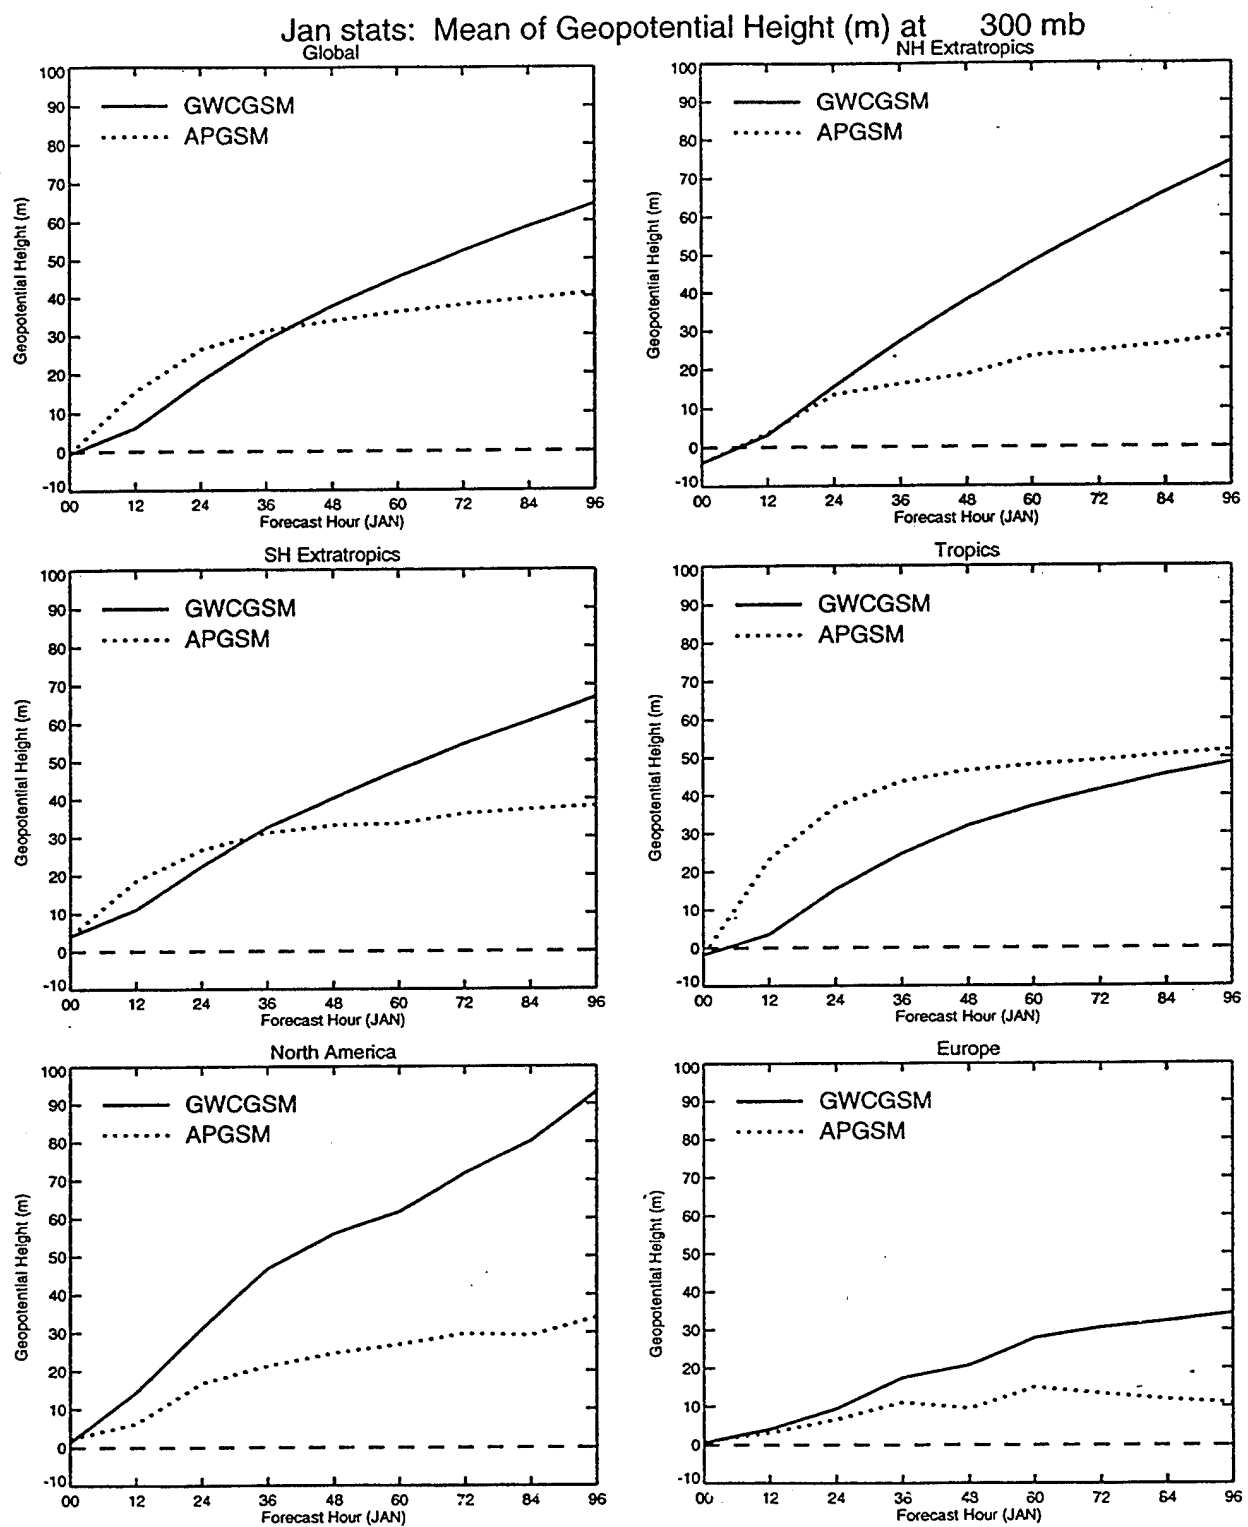 Jan stats: Mean of Geopotential Height (m) at 300 mb
Global
GWCGSM
APGSM
Geopotential Height (m)
100
90
80
70
60
50
40
30
20
10
0
-10
00 12 24 36 48 60 72 84 96
Forecast Hour (JAN)
NH Extratropics
GWCGSM
APGSM
Geopotential Height (m)
100
90
80
70
60
50
40
30
20
10
0
-10
00 12 24 36 48 60 72 84 96
Forecast Hour (JAN)
SH Extratropics
GWCGSM
APGSM
Geopotential Height (m)
100
90
80
70
60
50
40
30
20
10
0
-10
00 12 24 36 48 60 72 84 96
Forecast Hour (JAN)
Tropics
GWCGSM
APGSM
Geopotential Height (m)
100
90
80
70
60
50
40
30
20
10
0
-10
00 12 24 36 48 60 72 84 96
Forecast Hour (JAN)
North America
GWCGSM
APGSM
Geopotential Height (m)
100
90
80
70
60
50
40
30
20
10
0
-10
00 12 24 36 48 60 72 84 96
Forecast Hour (JAN)
Europe
GWCGSM
APGSM
Geopotential Height (m)
100
90
80
70
60
50
40
30
20
10
0
-10
00 12 24 36 48 60 72 84 96
Forecast Hour (JAN)